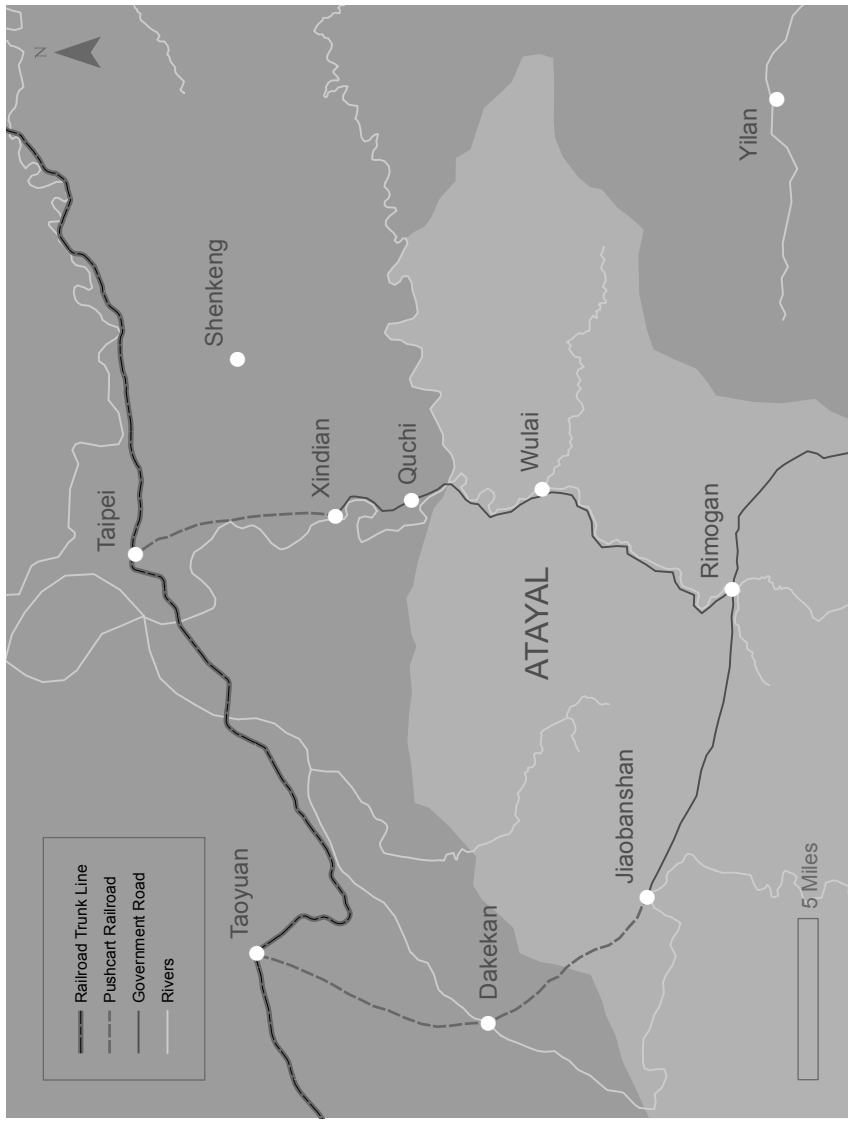 N
Railroad Trunk Line
Pushcart Railroad
Government Road
Rivers
Taipei
Shenkeng
Taoyuan
Xindian
Quchi
Dakekan
Wulai
ATAYAL
Jiaobanshan
Rimogan
Yilan
5 Miles